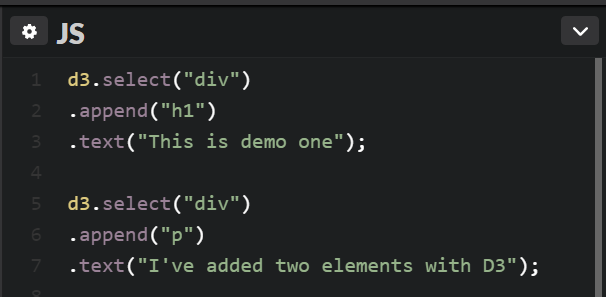 JS
1 d3.select("div")
2 .append("h1")
3 .text("This is demo one");
4
5 d3.select("div")
6 .append("p")
7 .text("I've added two elements with D3");
8